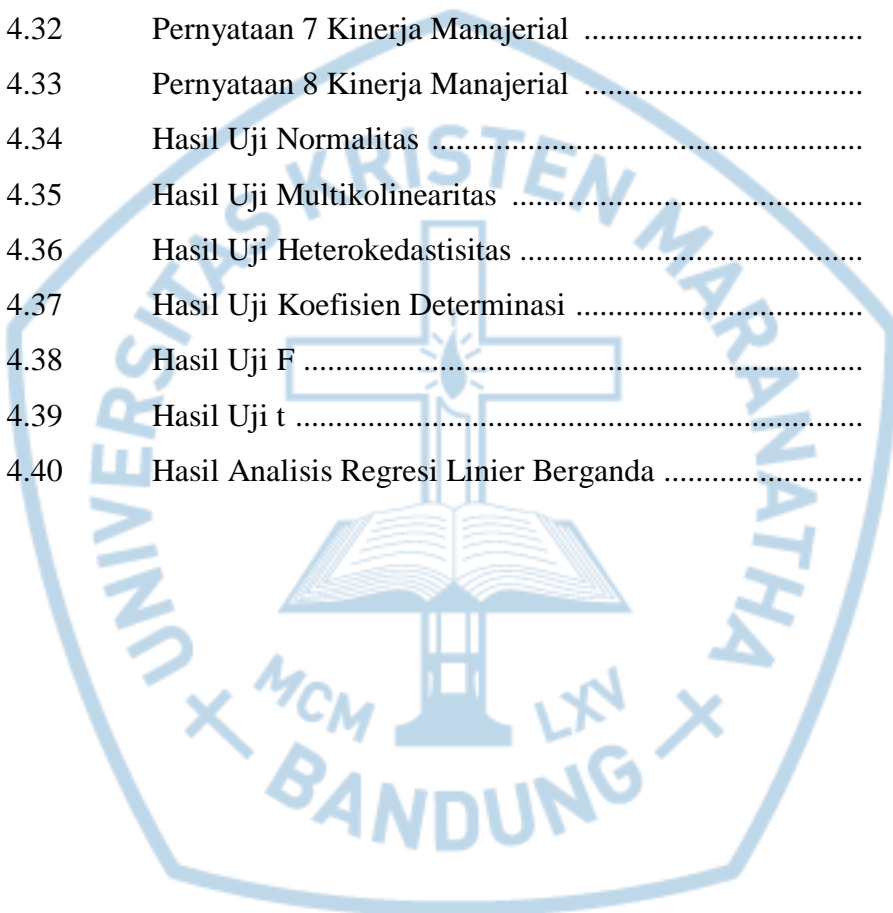 4.32 Pernyataan 7 Kinerja Manajerial ..................................
4.33 Pernyataan 8 Kinerja Manajerial ..................................
4.34 Hasil Uji Normalitas ....................................................
4.35 Hasil Uji Multikolinearitas ...........................................
4.36 Hasil Uji Heterokedastisitas ..........................................
4.37 Hasil Uji Koefisien Determinasi ...................................
4.38 Hasil Uji F ....................................................................
4.39 Hasil Uji t .....................................................................
4.40 Hasil Analisis Regresi Linier Berganda ........................
UNIVERSITAS KRISTEN MARANATHA
MCM LXV
BANDUNG